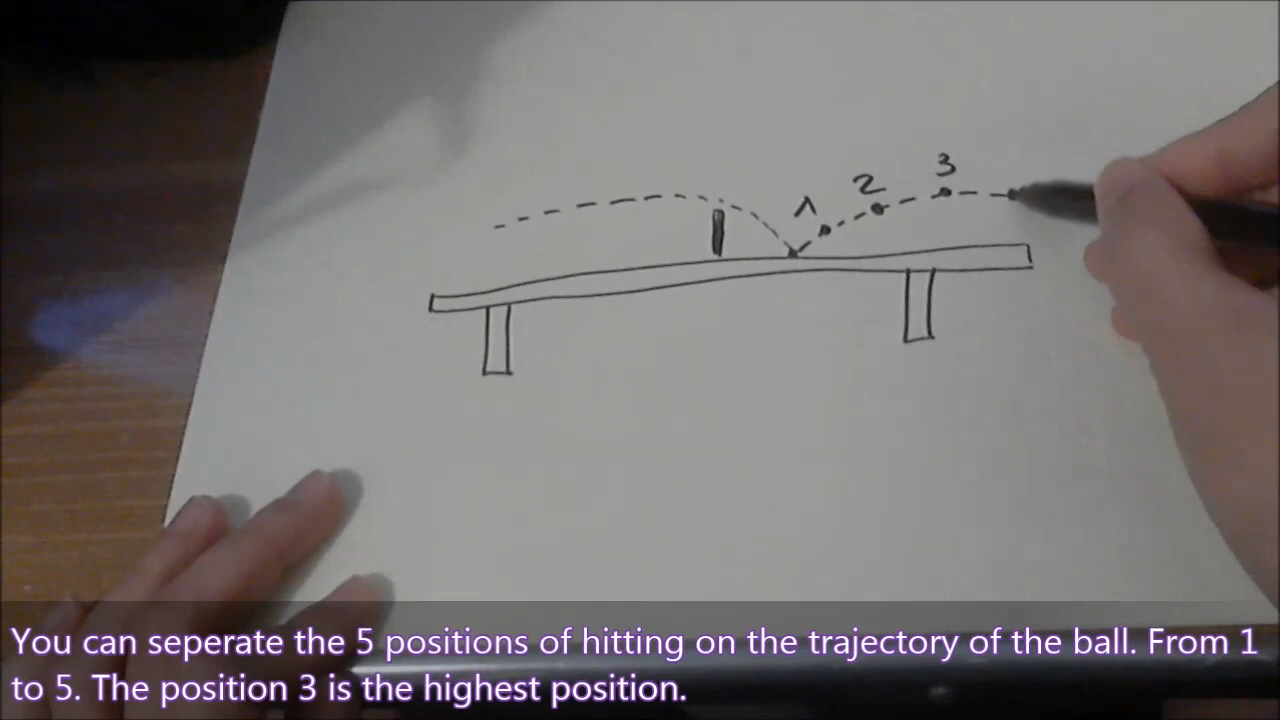 1 2 3
You can seperate the 5 positions of hitting on the trajectory of the ball. From 1
to 5. The position 3 is the highest position.